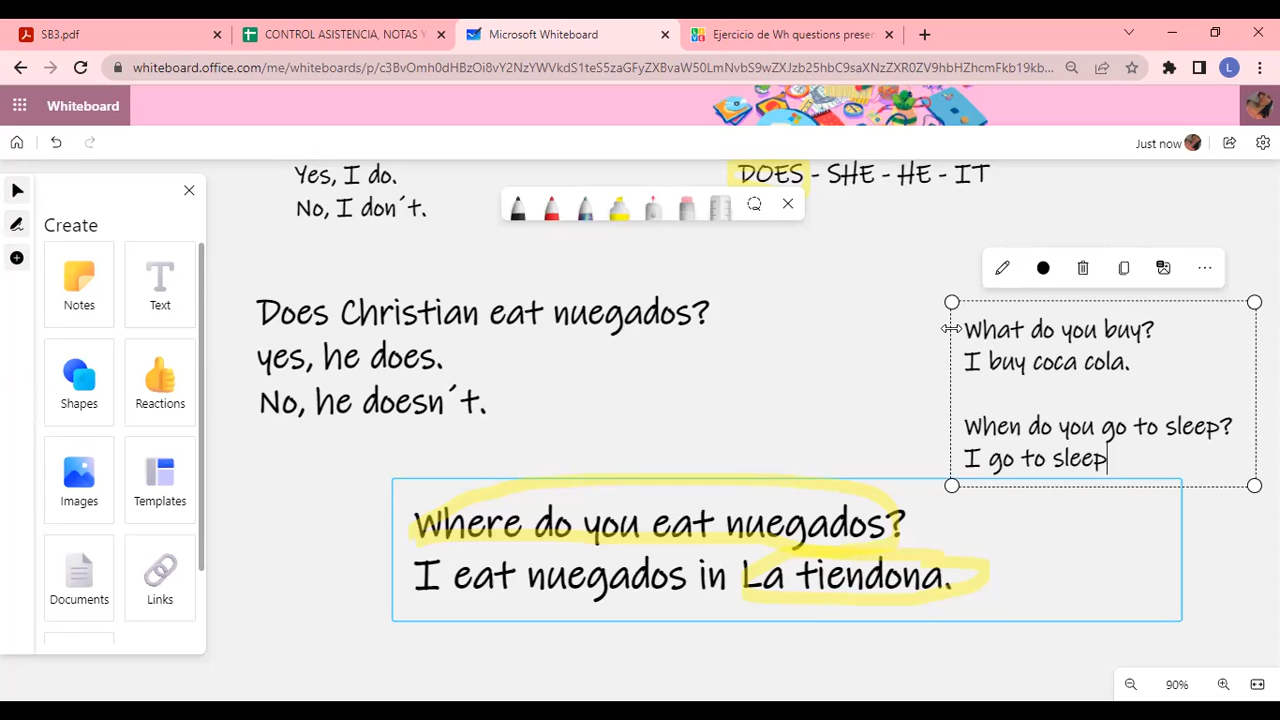 SB3.pdf
CONTROL ASISTENCIA, NOTAS Y
Microsoft Whiteboard
Ejercicio de Wh questions presen
whiteboard.office.com/me/whiteboards/p/c3BvOmh0dHBzOi8vY2NzYWVkdS1teS5zaGFyZXBvaW50LmNvbS9wZXJzb25hbC9saXNzZXR0ZV9hbHZhcmFkb19kb...
L
Whiteboard
Just now
Yes, I do.
No, I don´t.
DOES - SHE - HE - IT
Create
Notes
Text
Shapes
Reactions
Images
Templates
Documents
Links
Does Christian eat nuegados?
yes, he does.
No, he doesn´t.
What do you buy?
I buy coca cola.
When do you go to sleep?
I go to sleep
Where do you eat nuegados?
I eat nuegados in La tiendona.
90%